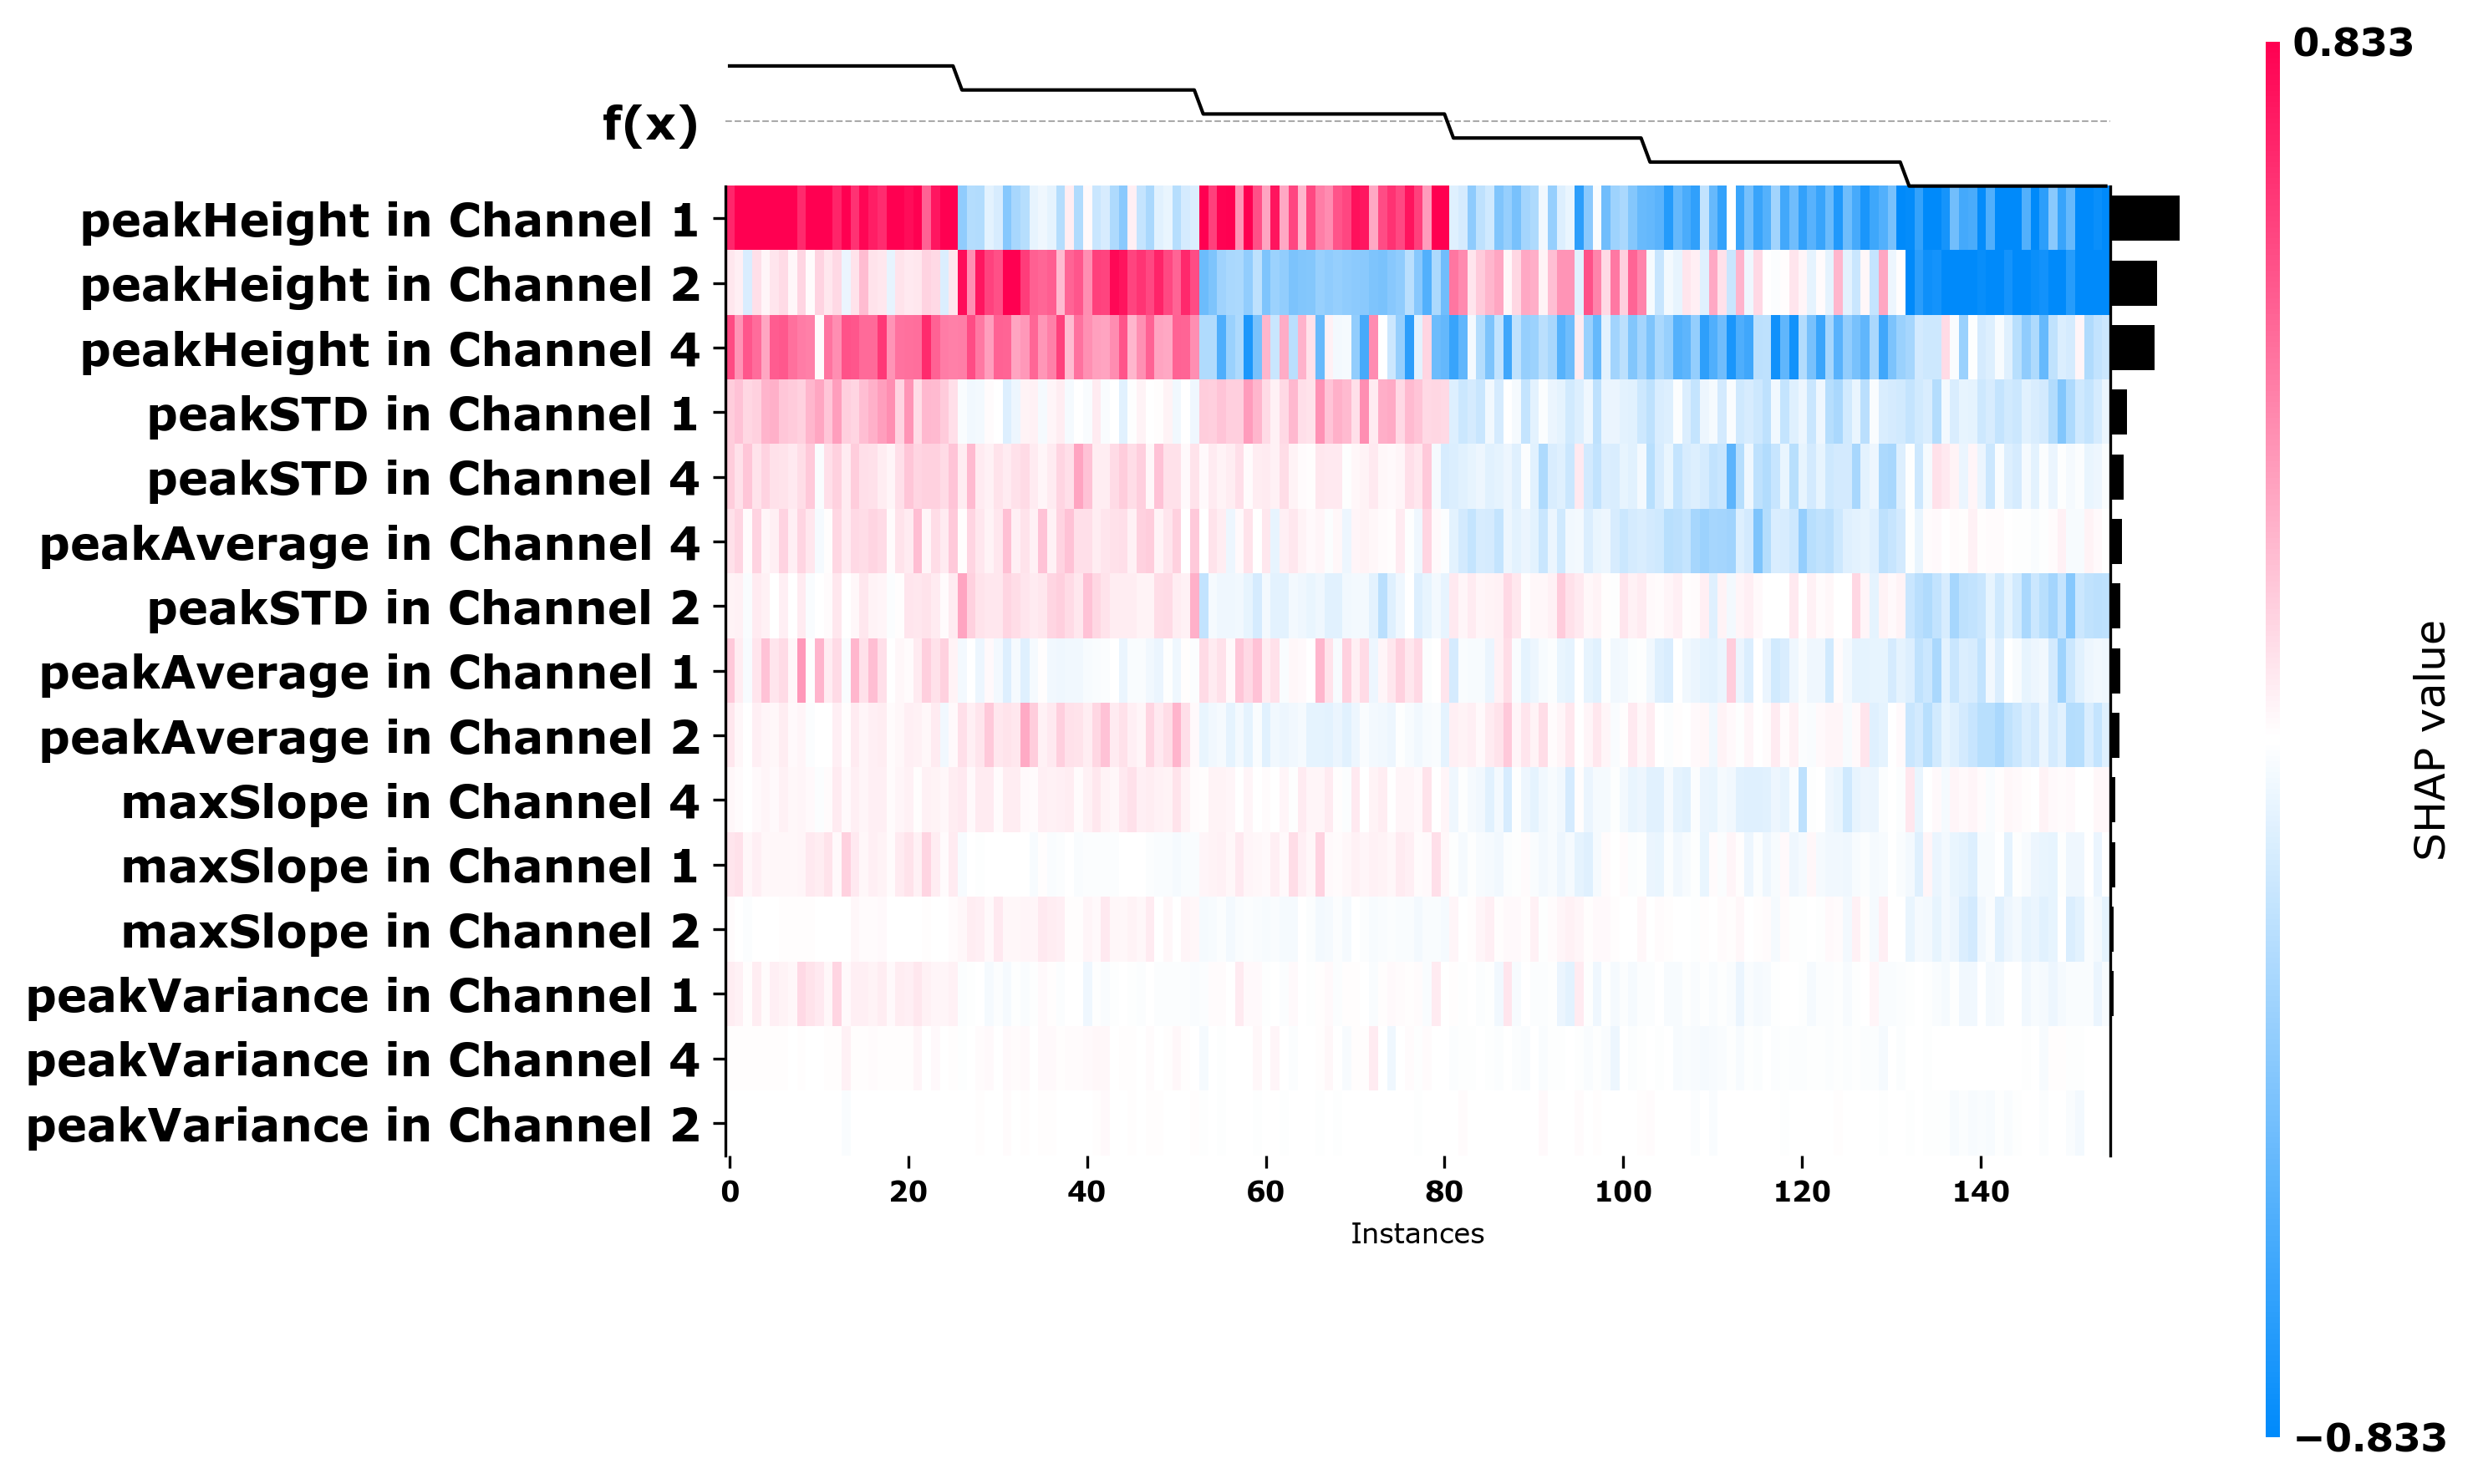 0.833
f(x)
peakHeight in Channel 1
peakHeight in Channel 2
peakHeight in Channel 4
peakSTD in Channel 1
peakSTD in Channel 4
peakAverage in Channel 4
peakSTD in Channel 2
peakAverage in Channel 1
peakAverage in Channel 2
maxSlope in Channel 4
maxSlope in Channel 1
maxSlope in Channel 2
peakVariance in Channel 1
peakVariance in Channel 4
peakVariance in Channel 2
0 20 40 60 80 100 120 140
Instances
SHAP value
−0.833